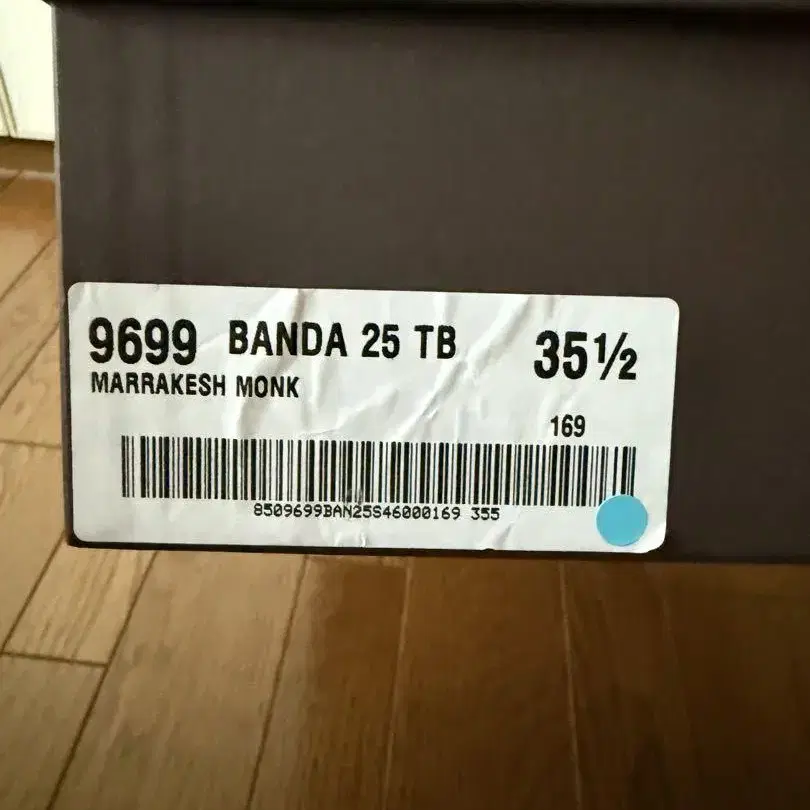 9699 BANDA 25 TB 35½
MARRAKESH MONK
169
8509699BAN25S46000169 355